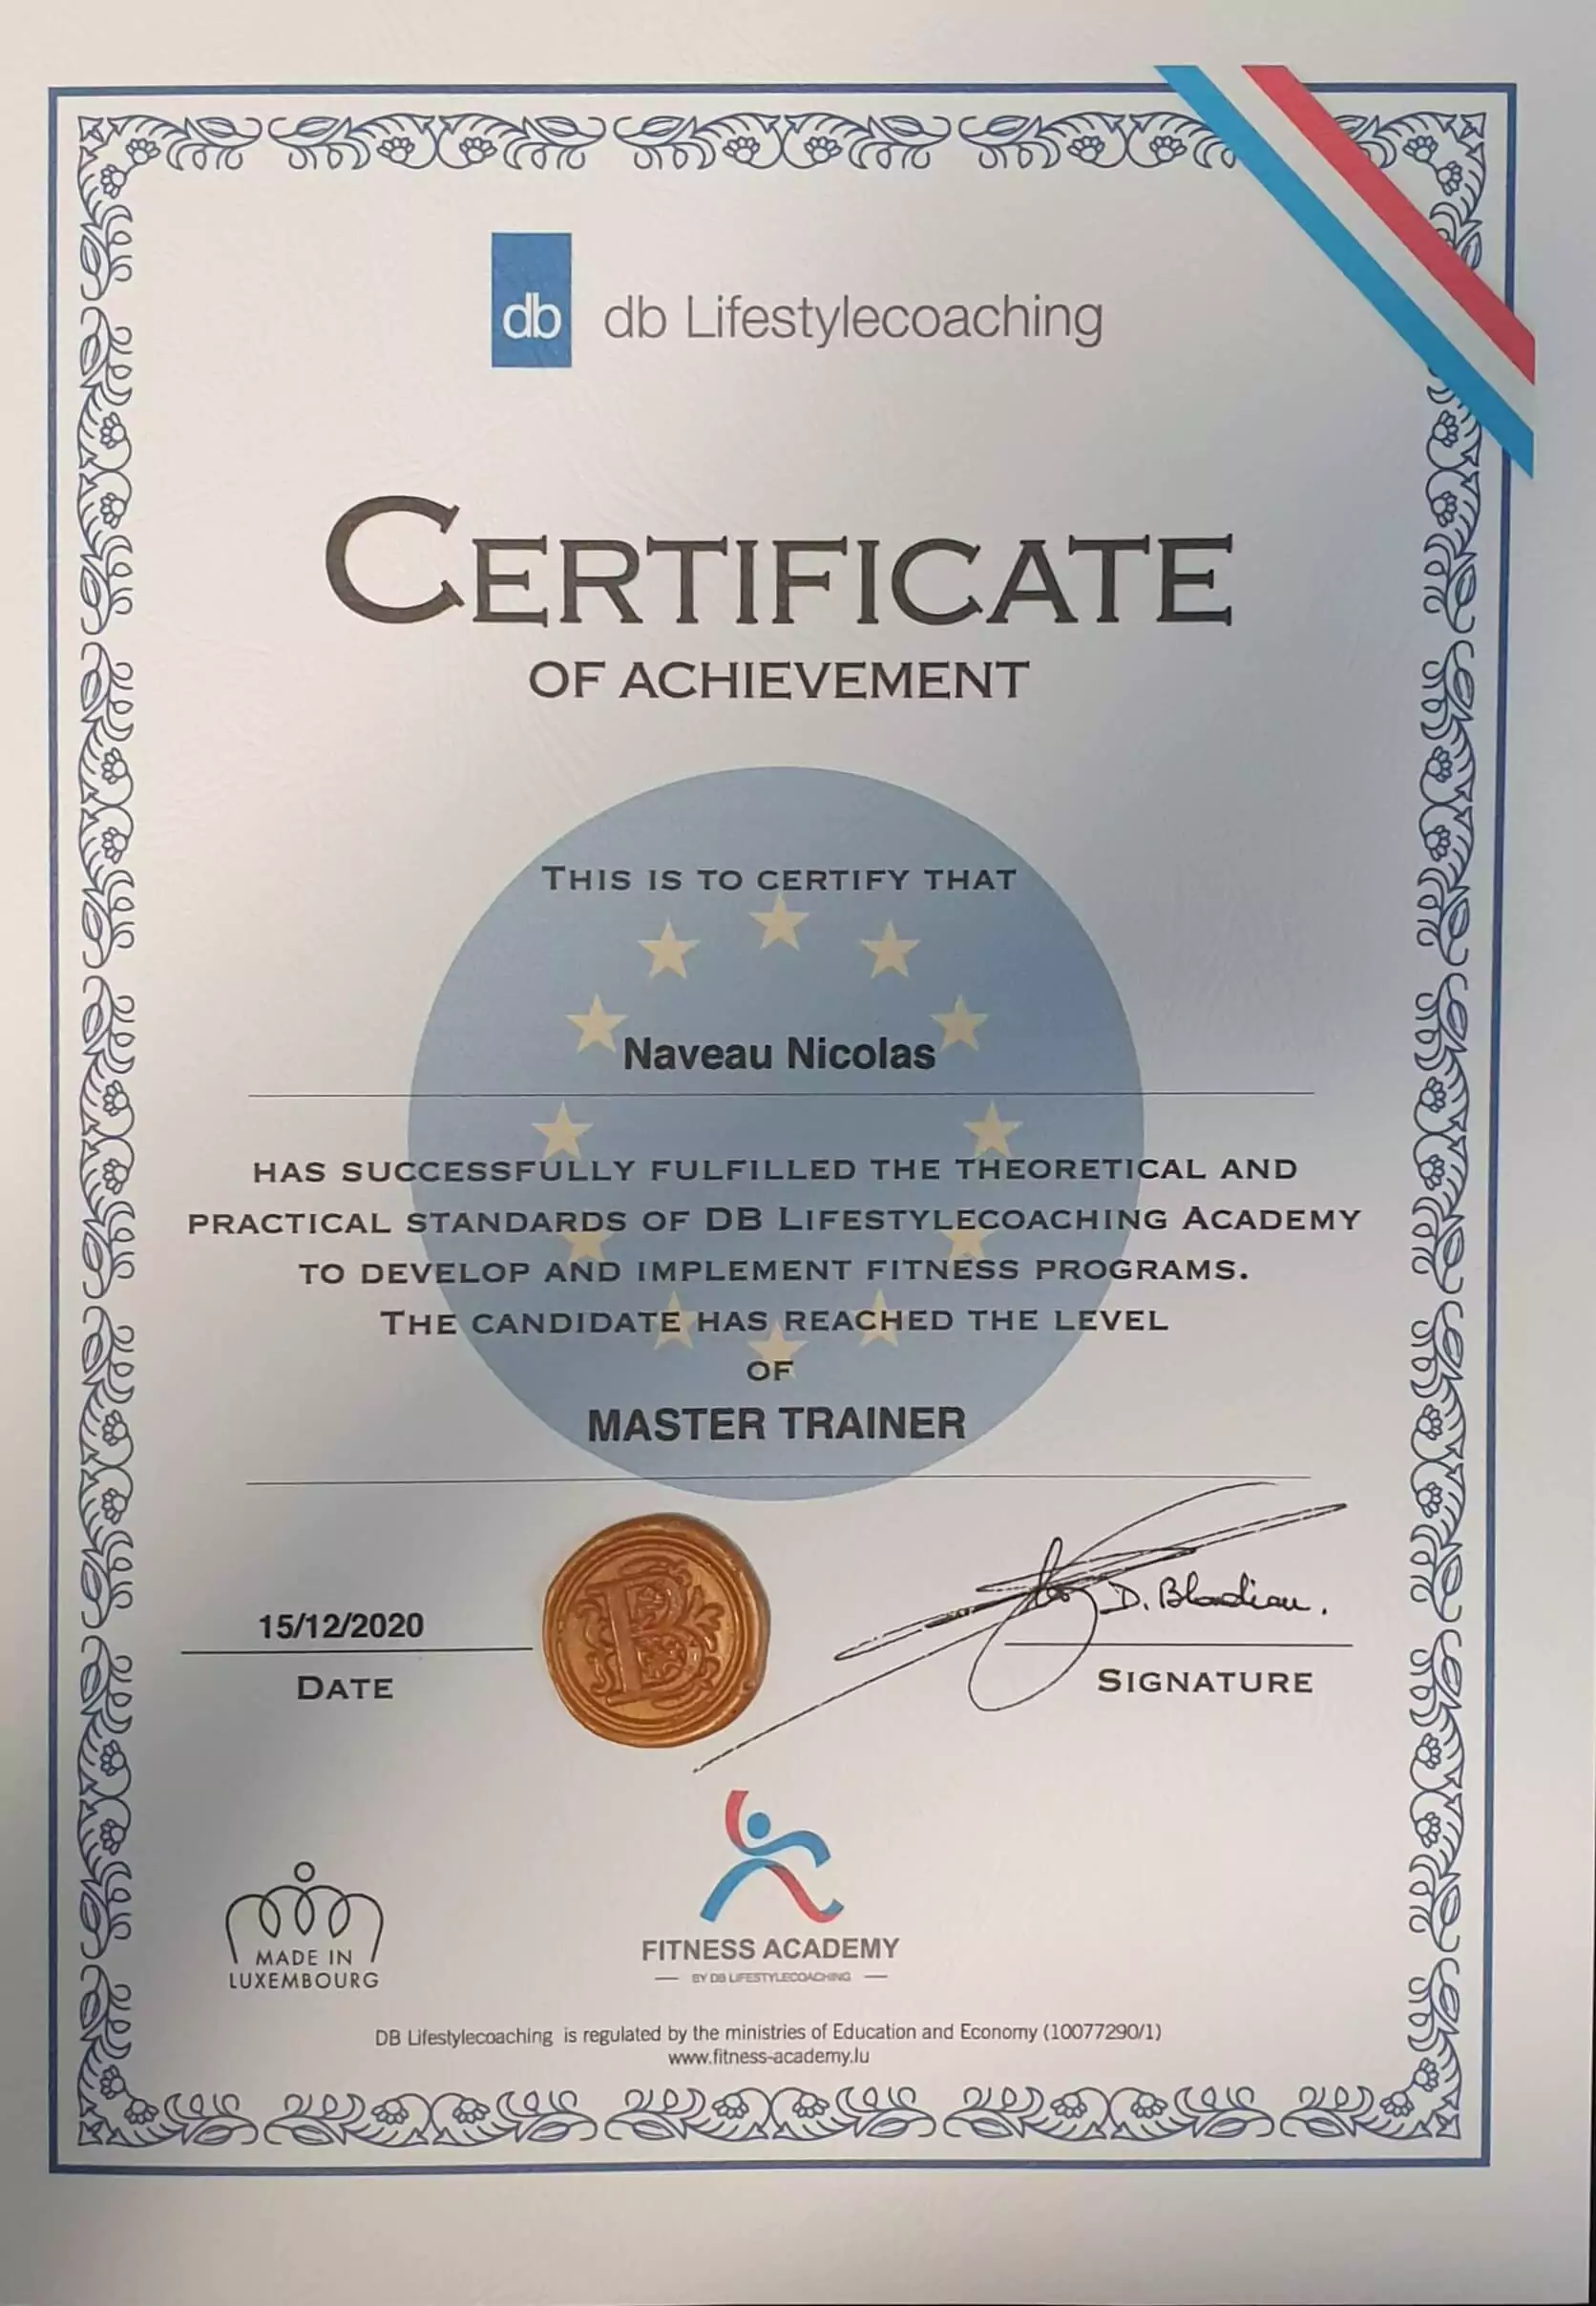 db
db Lifestylecoaching
CERTIFICATE
OF ACHIEVEMENT
THIS IS TO CERTIFY THAT
Naveau Nicolas
HAS SUCCESSFULLY FULFILLED THE THEORETICAL AND
PRACTICAL STANDARDS OF DB LIFESTYLECOACHING ACADEMY
TO DEVELOP AND IMPLEMENT FITNESS PROGRAMS.
THE CANDIDATE HAS REACHED THE LEVEL
OF
MASTER TRAINER
15/12/2020
DATE
B
D.
SIGNATURE
MADE IN
LUXEMBOURG
FITNESS ACADEMY
BY DB LIFESTYLECOACHING
DB Lifestylecoaching is regulated by the ministries of Education and Economy (10077290/1)
www.fitness-academy.lu